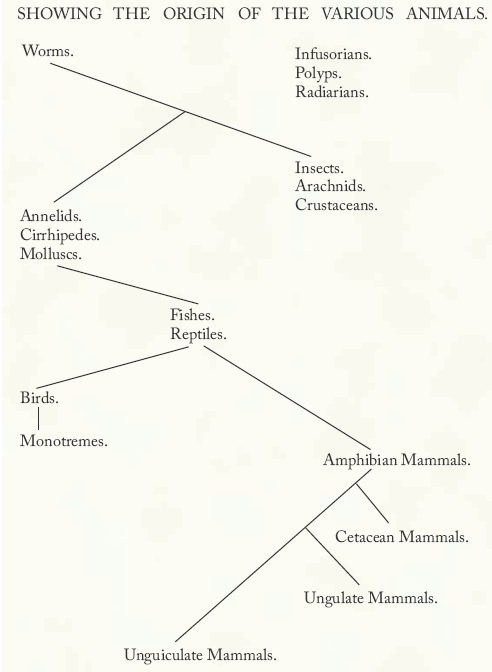 SHOWING THE ORIGIN OF THE VARIOUS ANIMALS.
Worms.
Infusorians.
Polyps.
Radiarians.
Insects.
Arachnids.
Crustaceans.
Annelids.
Cirrhipedes.
Molluscs.
Fishes.
Reptiles.
Birds.
Monotremes.
Amphibian Mammals.
Cetacean Mammals.
Ungulate Mammals.
Unguiculate Mammals.